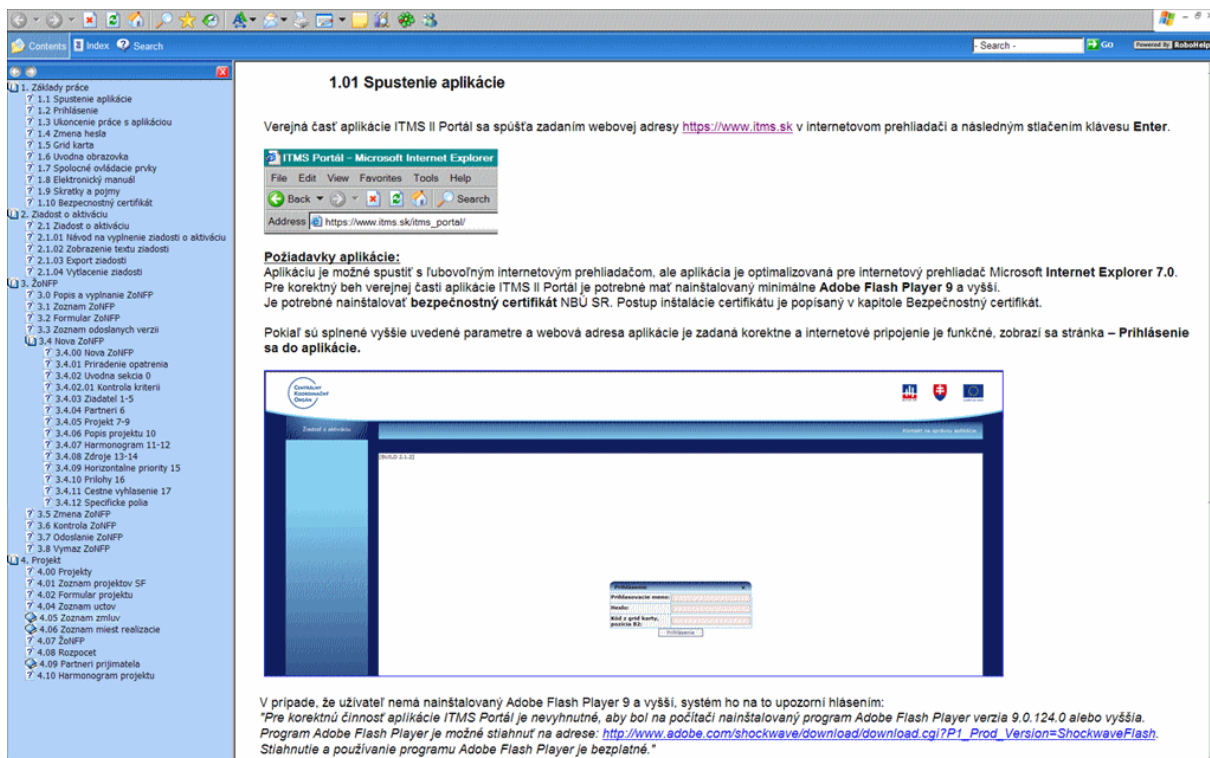 Contents Index Search
- Search -
GO
Powered By RoboHelp
1. Základy práce
1.1 Spustenie aplikácie
1.2 Prihlásenie
1.3 Ukoncenie práce s aplikáciou
1.4 Zmena hesla
1.5 Grid karta
1.6 Uvodna obrazovka
1.7 Spolocné ovládacie prvky
1.8 Elektronický manuál
1.9 Skratky a pojmy
1.10 Bezpecnostný certifikát
2. Ziadost o aktiváciu
2.1 Ziadost o aktiváciu
2.1.01 Návod na vyplnenie ziadosti o aktiváciu
2.1.02 Zobrazenie textu ziadosti
2.1.03 Export ziadosti
2.1.04 Vytlacenie ziadosti
3. ŽoNFP
3.0 Popis a vyplnanie ZoNFP
3.1 Zoznam ZoNFP
3.2 Formular ZoNFP
3.3 Zoznam odoslanych verzii
3.4 Nova ZoNFP
3.4.00 Nova ZoNFP
3.4.01 Priradenie opatrenia
3.4.02 Uvodna sekcia 0
3.4.02.01 Kontrola kriterii
3.4.03 Ziadatel 1-5
3.4.04 Partneri 6
3.4.05 Projekt 7-9
3.4.06 Popis projektu 10
3.4.07 Harmonogram 11-12
3.4.08 Zdroje 13-14
3.4.09 Horizontalne priority 15
3.4.10 Prilohy 16
3.4.11 Cestne vyhlasenie 17
3.4.12 Specificke polia
3.5 Zmena ZoNFP
3.6 Kontrola ZoNFP
3.7 Odoslanie ZoNFP
3.8 Vymaz ZoNFP
4. Projekt
4.00 Projekty
4.01 Zoznam projektov SF
4.02 Formular projektu
4.04 Zoznam uctov
4.05 Zoznam zmluv
4.06 Zoznam miest realizacie
4.07 ŽoNFP
4.08 Rozpocet
4.09 Partneri prijimatela
4.10 Harmonogram projektu
1.01 Spustenie aplikácie
Verejná časť aplikácie ITMS II Portál sa spúšťa zadaním webovej adresy https://www.itms.sk v internetovom prehliadači a následným stlačením klávesu Enter.
ITMS Portál - Microsoft Internet Explorer
File Edit View Favorites Tools Help
Back Search
Address https://www.itms.sk/itms_portal/
Požiadavky aplikácie:
Aplikáciu je možné spustiť s ľubovoľným internetovým prehliadačom, ale aplikácia je optimalizovaná pre internetový prehliadač Microsoft Internet Explorer 7.0.
Pre korektný beh verejnej časti aplikácie ITMS II Portál je potrebné mať nainštalovaný minimálne Adobe Flash Player 9 a vyšší.
Je potrebné nainštalovať bezpečnostný certifikát NBÚ SR. Postup inštalácie certifikátu je popísaný v kapitole Bezpečnostný certifikát.
Pokiaľ sú splnené vyššie uvedené parametre a webová adresa aplikácie je zadaná korektne a internetové pripojenie je funkčné, zobrazí sa stránka – Prihlásenie
sa do aplikácie.
Centrálny
Koordinačný
Orgán
Žiadosť o aktiváciu
Kontakt na správcu aplikácie
[BUILD 2.1.2]
Prihlásenie x
Prihlasovacie meno:
Heslo:
Kód z grid karty,
pozícia B2:
Prihlásenie
V prípade, že užívateľ nemá nainštalovaný Adobe Flash Player 9 a vyšší, systém ho na to upozorní hlásením:
"Pre korektnú činnosť aplikácie ITMS Portál je nevyhnutné, aby bol na počítači nainštalovaný program Adobe Flash Player verzia 9.0.124.0 alebo vyššia.
Program Adobe Flash Player je možné stiahnuť na adrese: http://www.adobe.com/shockwave/download/download.cgi?P1_Prod_Version=ShockwaveFlash.
Stiahnutie a používanie programu Adobe Flash Player je bezplatné."